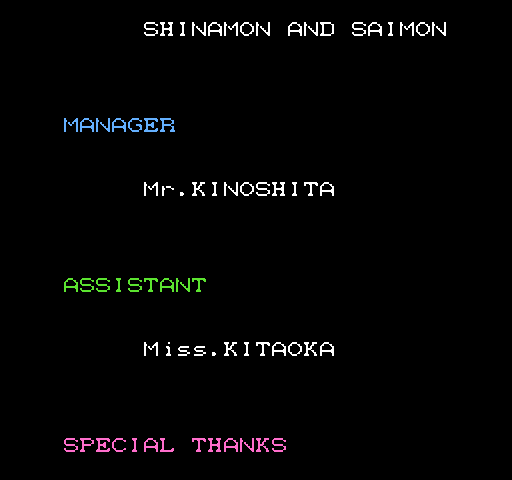 SHINAMON AND SAIMON
MANAGER
Mr.KINOSHITA
ASSISTANT
Miss.KITAOKA
SPECIAL THANKS